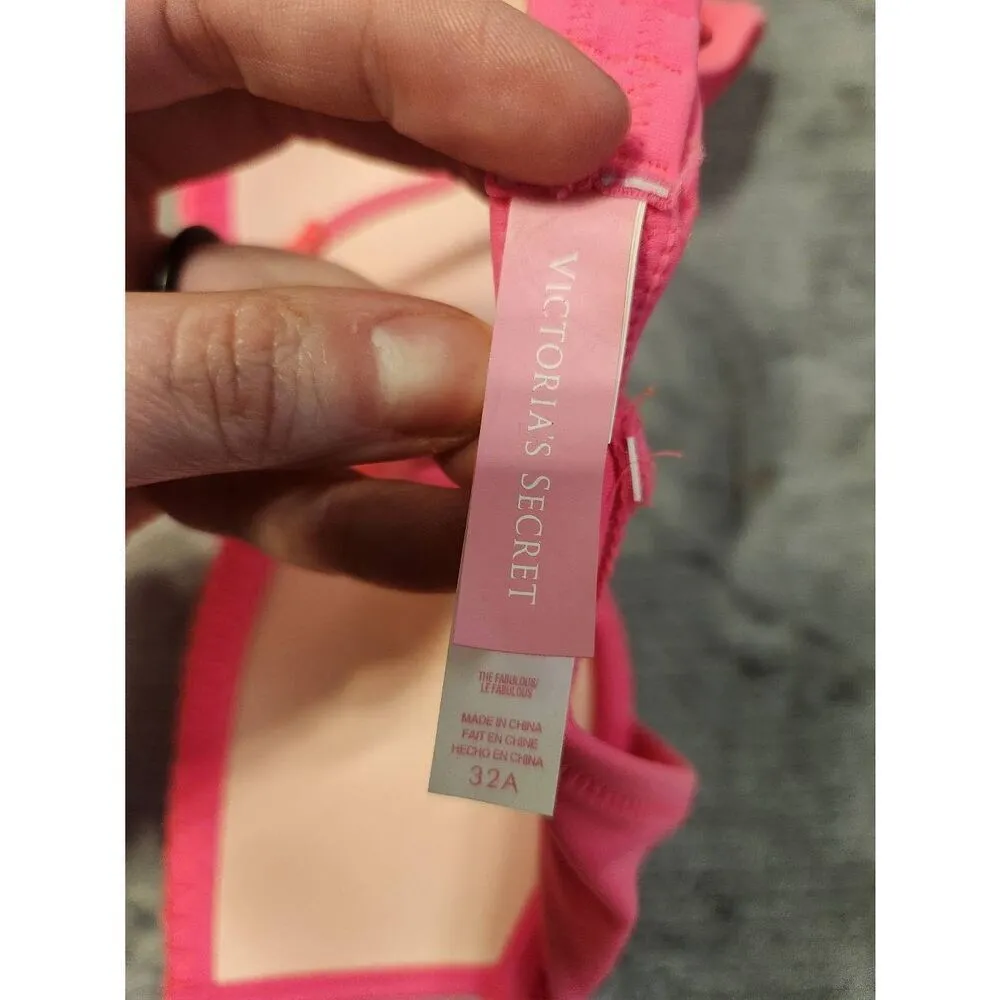 VICTORIA'S SECRET
THE FABULOUS/
LE FABULOUS
MADE IN CHINA
FAIT EN CHINE
HECHO EN CHINA
32A